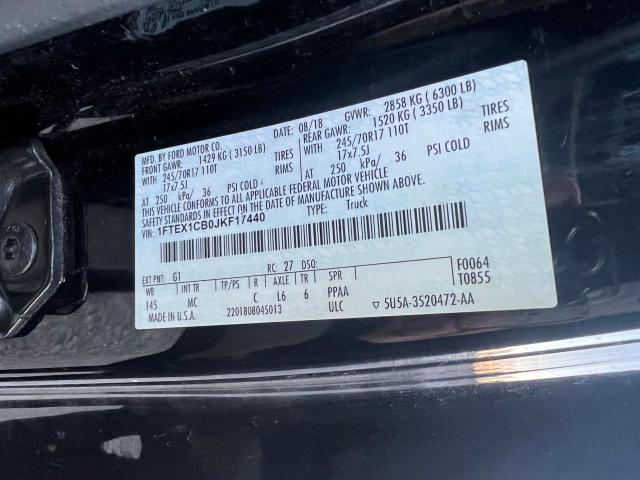 MFD. BY FORD MOTOR CO.
DATE: 08/18 GVWR: 2858 KG ( 6300 LB)
FRONT GAWR: 1429 KG ( 3150 LB) REAR GAWR: 1520 KG ( 3350 LB)
WITH 245/70R17 110T TIRES WITH 245/70R17 110T TIRES
17x7.5J RIMS 17x7.5J RIMS
AT 250 kPa/ 36 PSI COLD AT 250 kPa/ 36 PSI COLD
THIS VEHICLE CONFORMS TO ALL APPLICABLE FEDERAL MOTOR VEHICLE
SAFETY STANDARDS IN EFFECT ON THE DATE OF MANUFACTURE SHOWN ABOVE.
VIN: 1FTEX1CB0JKF17440
TYPE: Truck
EXT PNT: G1 RC: 27 DSO: F0064
WB INT TR TP/PS R AXLE TR SPR T0855
145 MC C L6 6 PPAA
MADE IN U.S.A. 2201808045013 ULC ▽ 5U5A-3520472-AA